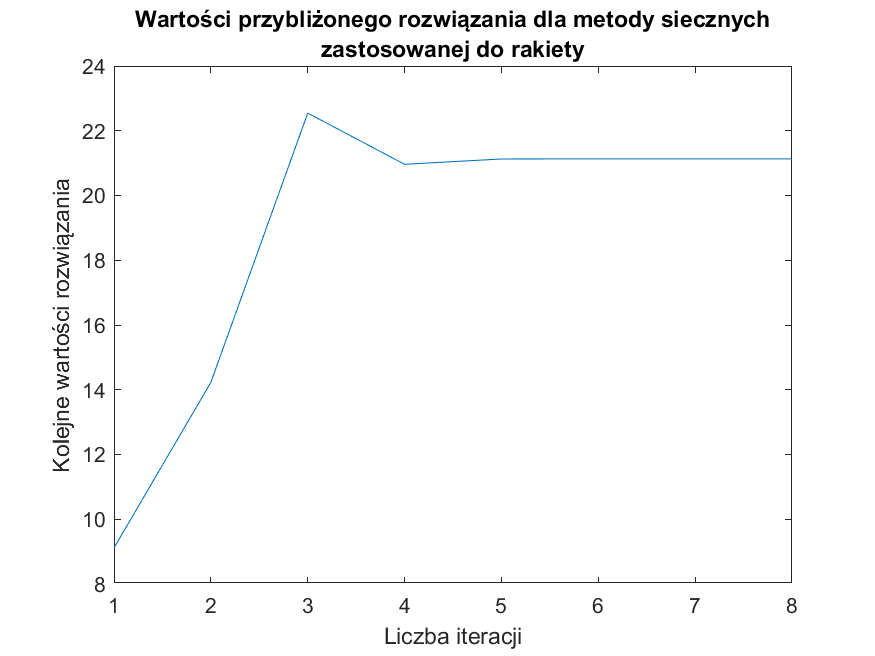 Wartości przybliżonego rozwiązania dla metody siecznych
zastosowanej do rakiety
24
22
20
18
16
14
12
10
8
Kolejne wartości rozwiązania
1 2 3 4 5 6 7 8
Liczba iteracji